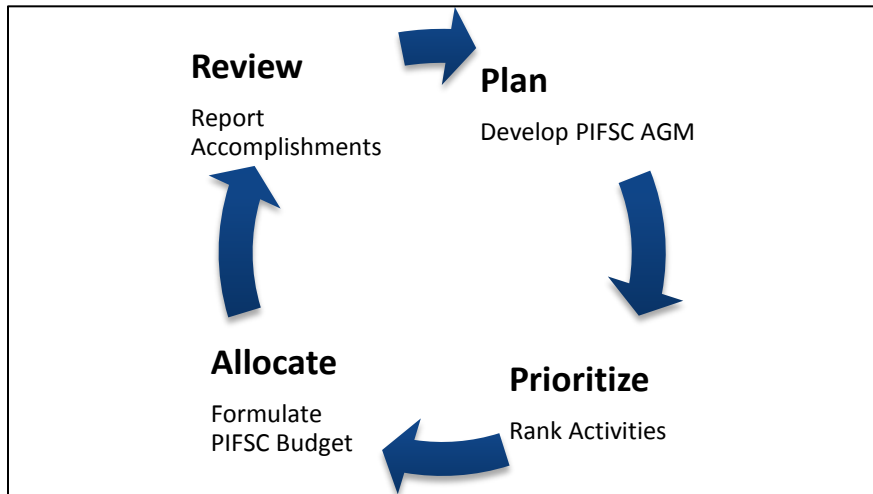 Review
Report
Accomplishments
Plan
Develop PIFSC AGM
Prioritize
Rank Activities
Allocate
Formulate
PIFSC Budget